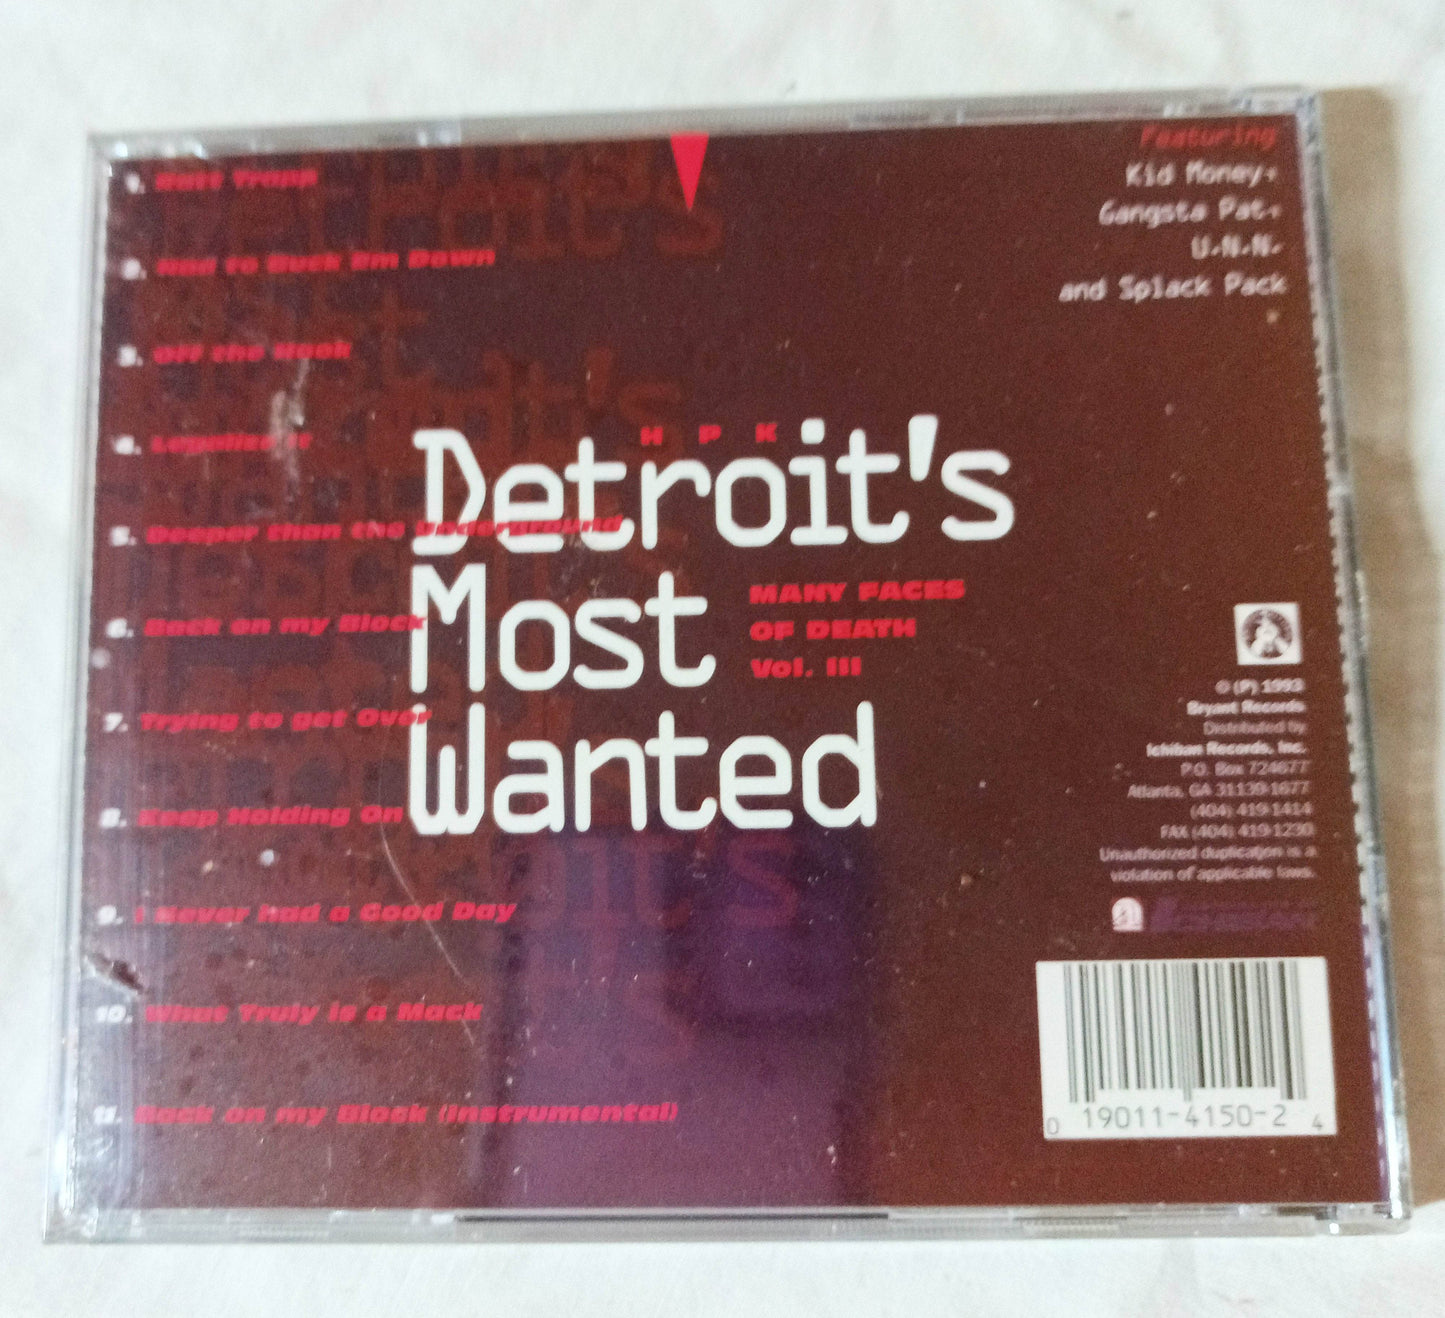 1. Ratt Trapp
2. Had to Buck Em Down
3. Off the Hook
4. Legalize it
5. Deeper than the Underground
6. Back on my Block
7. Trying to get Over
8. Keep Holding On
9. I Never had a Good Day
10. What Truly is a Mack
11. Back on my Block (Instrumental)
H P K
Detroit's
Most
Wanted
MANY FACES
OF DEATH
Vol. III
Featuring
Kid Money,
Gangsta Pat,
U.N.N.
and Splack Pack
© (P) 1993
Bryant Records
Distributed by
Ichiban Records, Inc.
P.O. Box 724677
Atlanta, GA 31139-1677
(404) 419-1414
FAX (404) 419-1230
Unauthorized duplication is a
violation of applicable laws.
0 19011-4150-2 4